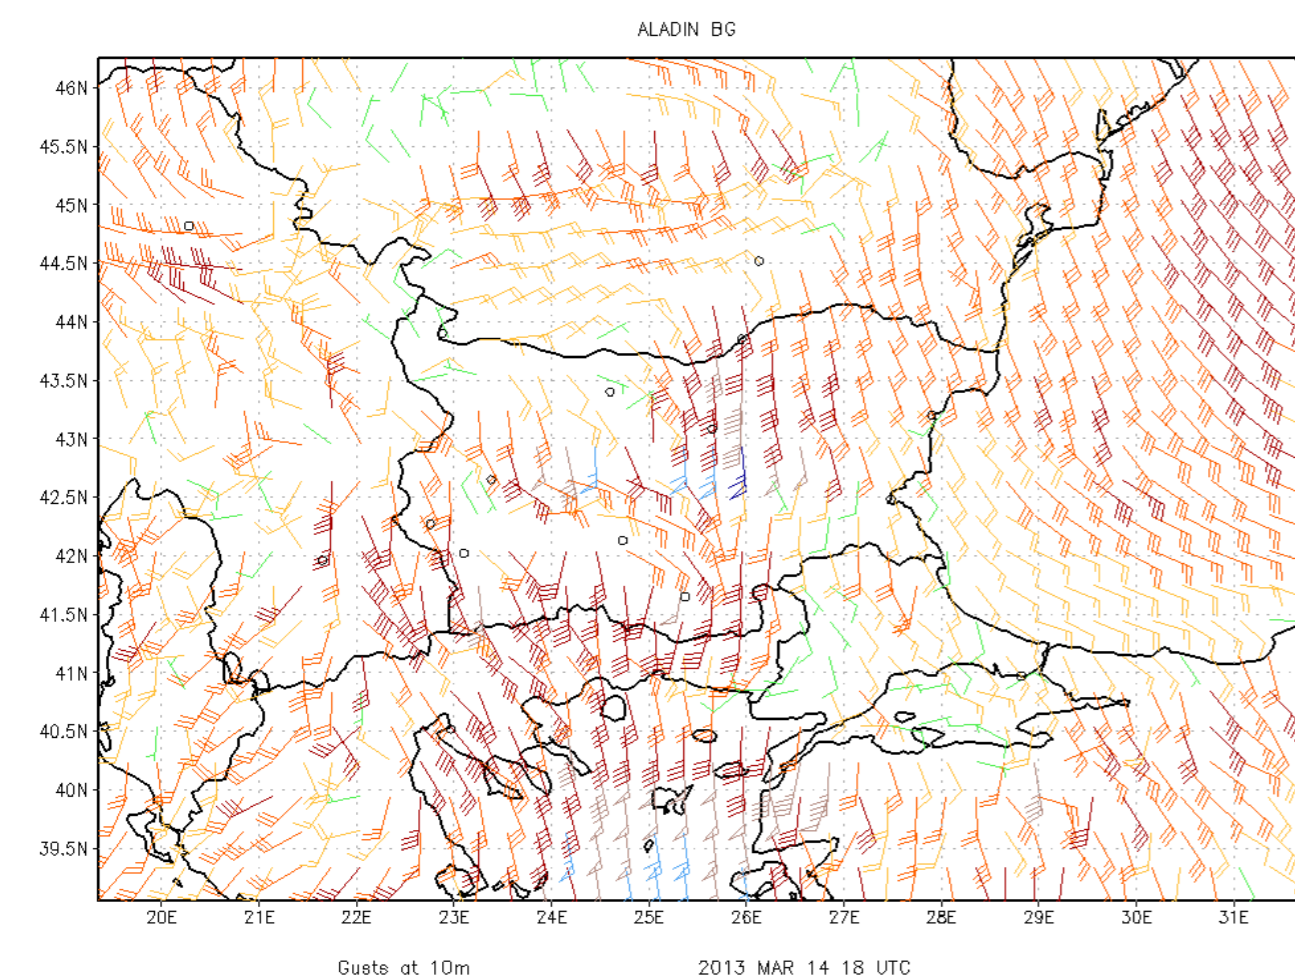 ALADIN BG
46N
45.5N
45N
44.5N
44N
43.5N
43N
42.5N
42N
41.5N
41N
40.5N
40N
39.5N
20E 21E 22E 23E 24E 25E 26E 27E 28E 29E 30E 31E
Gusts at 10m 2013 MAR 14 18 UTC